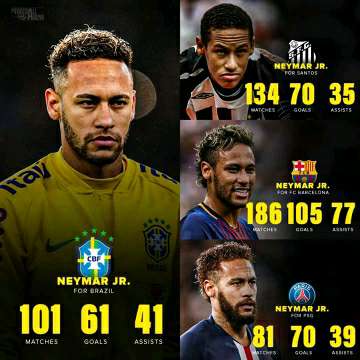 CBF
NEYMAR JR.
FOR BRAZIL
101 61 41
MATCHES GOALS ASSISTS
NEYMAR JR.
FOR SANTOS
134 70 35
MATCHES GOALS ASSISTS
NEYMAR JR.
FOR FC BARCELONA
186 105 77
MATCHES GOALS ASSISTS
NEYMAR JR.
FOR PSG
81 70 39
MATCHES GOALS ASSISTS